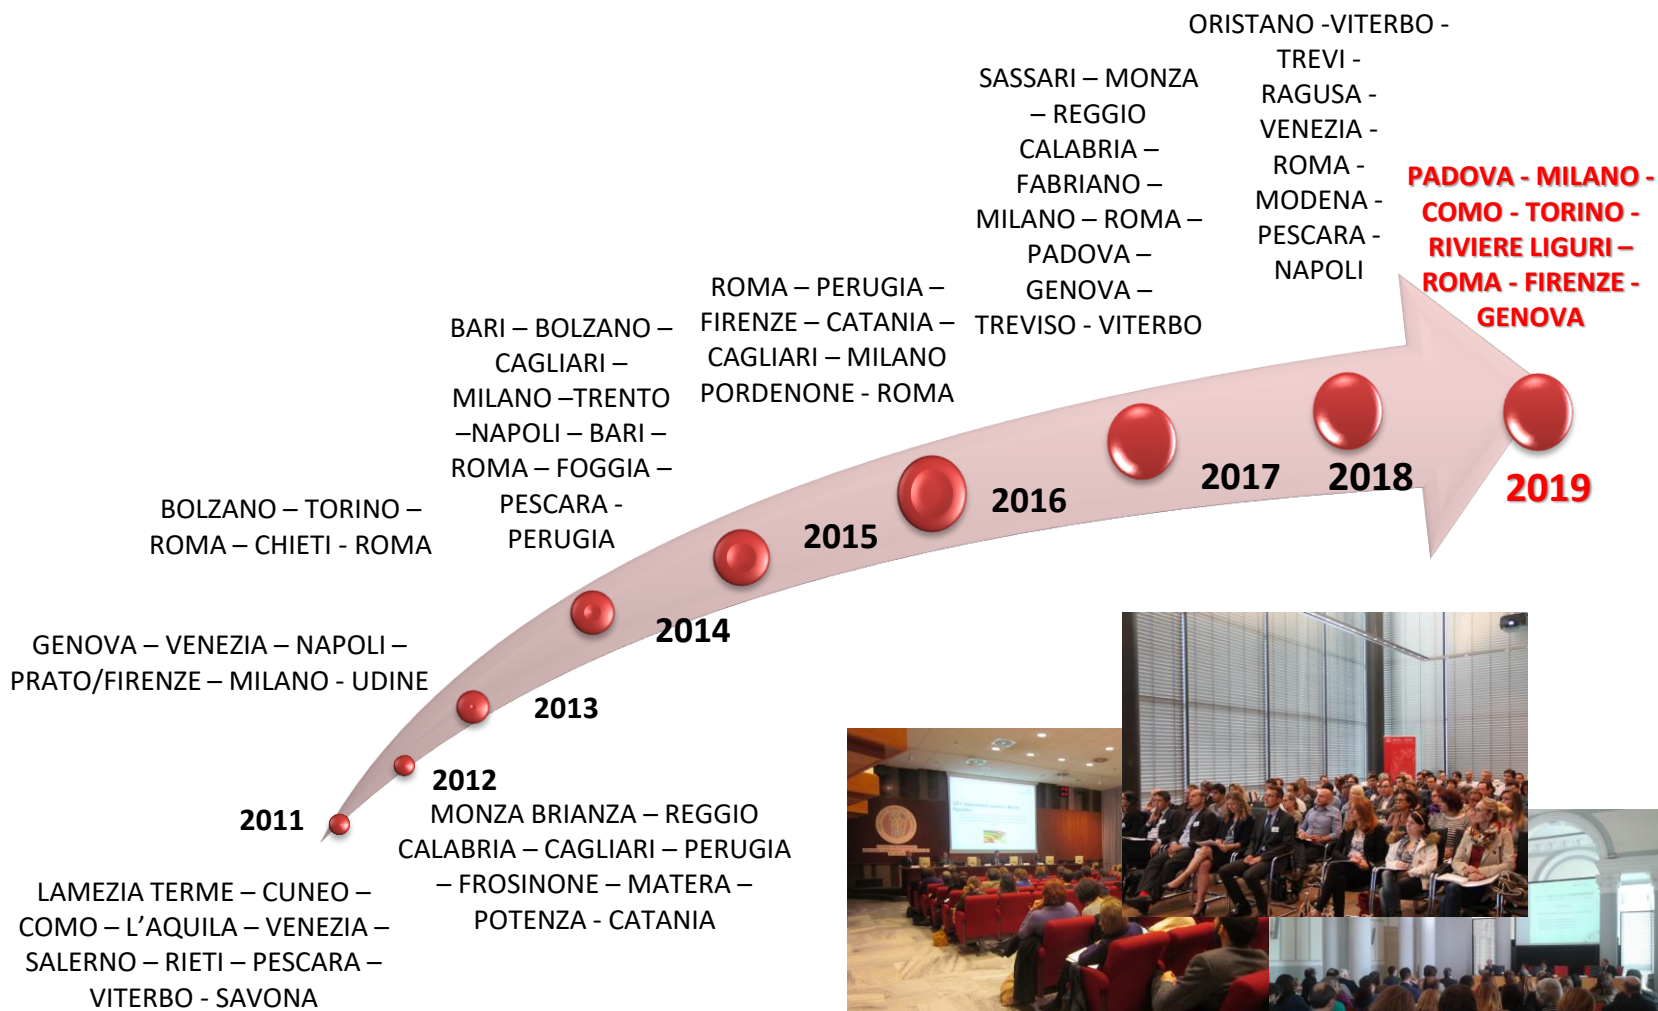 ORISTANO -VITERBO -
TREVI -
RAGUSA -
VENEZIA -
ROMA -
MODENA -
PESCARA -
NAPOLI
SASSARI – MONZA
– REGGIO
CALABRIA –
FABRIANO –
MILANO – ROMA –
PADOVA –
GENOVA –
TREVISO - VITERBO
PADOVA - MILANO -
COMO - TORINO -
RIVIERE LIGURI –
ROMA - FIRENZE -
GENOVA
ROMA – PERUGIA –
FIRENZE – CATANIA –
CAGLIARI – MILANO
PORDENONE - ROMA
BARI – BOLZANO –
CAGLIARI –
MILANO –TRENTO
–NAPOLI – BARI –
ROMA – FOGGIA –
PESCARA -
PERUGIA
BOLZANO – TORINO –
ROMA – CHIETI - ROMA
GENOVA – VENEZIA – NAPOLI –
PRATO/FIRENZE – MILANO - UDINE
2019
2018
2017
2016
2015
2014
2013
2012
2011
MONZA BRIANZA – REGGIO
CALABRIA – CAGLIARI – PERUGIA
– FROSINONE – MATERA –
POTENZA - CATANIA
LAMEZIA TERME – CUNEO –
COMO – L’AQUILA – VENEZIA –
SALERNO – RIETI – PESCARA –
VITERBO - SAVONA